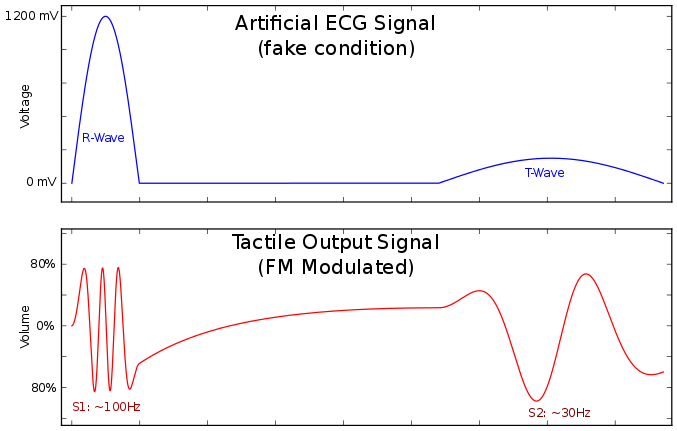 Artificial ECG Signal
(fake condition)
1200 mV
Voltage
R-Wave
T-Wave
0 mV
Tactile Output Signal
(FM Modulated)
80%
Volume
0%
80%
S1: ~100Hz
S2: ~30Hz